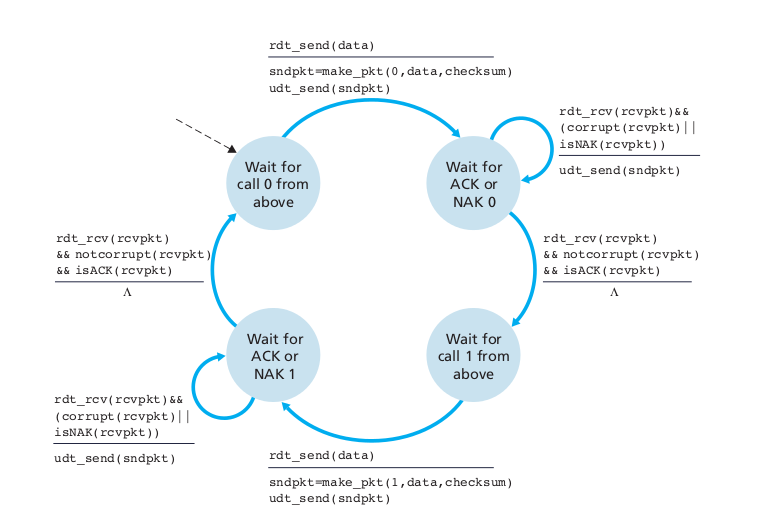 rdt_send(data)
sndpkt=make_pkt(0,data,checksum)
udt_send(sndpkt)
rdt_rcv(rcvpkt)&&
(corrupt(rcvpkt)||
isNAK(rcvpkt))
udt_send(sndpkt)
Wait for
call 0 from
above
Wait for
ACK or
NAK 0
rdt_rcv(rcvpkt)
&& notcorrupt(rcvpkt)
&& isACK(rcvpkt)
Λ
rdt_rcv(rcvpkt)
&& notcorrupt(rcvpkt)
&& isACK(rcvpkt)
Λ
Wait for
ACK or
NAK 1
Wait for
call 1 from
above
rdt_rcv(rcvpkt)&&
(corrupt(rcvpkt)||
isNAK(rcvpkt))
udt_send(sndpkt)
rdt_send(data)
sndpkt=make_pkt(1,data,checksum)
udt_send(sndpkt)